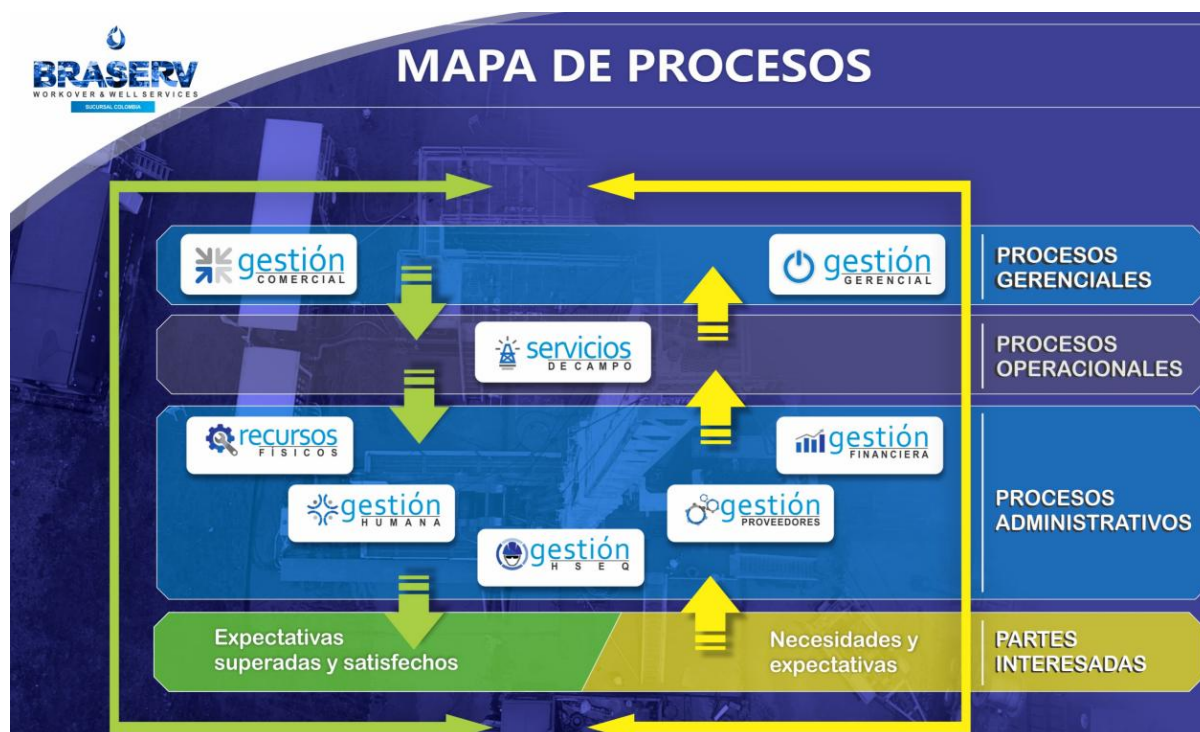 BRASERV
WORKOVER & WELL SERVICES
SUCURSAL COLOMBIA
MAPA DE PROCESOS
gestión
COMERCIAL
gestión
GERENCIAL
PROCESOS
GERENCIALES
servicios
DE CAMPO
PROCESOS
OPERACIONALES
recursos
FÍSICOS
gestión
FINANCIERA
gestión
HUMANA
gestión
PROVEEDORES
gestión
HSEQ
PROCESOS
ADMINISTRATIVOS
Expectativas
superadas y satisfechos
Necesidades y
expectativas
PARTES
INTERESADAS